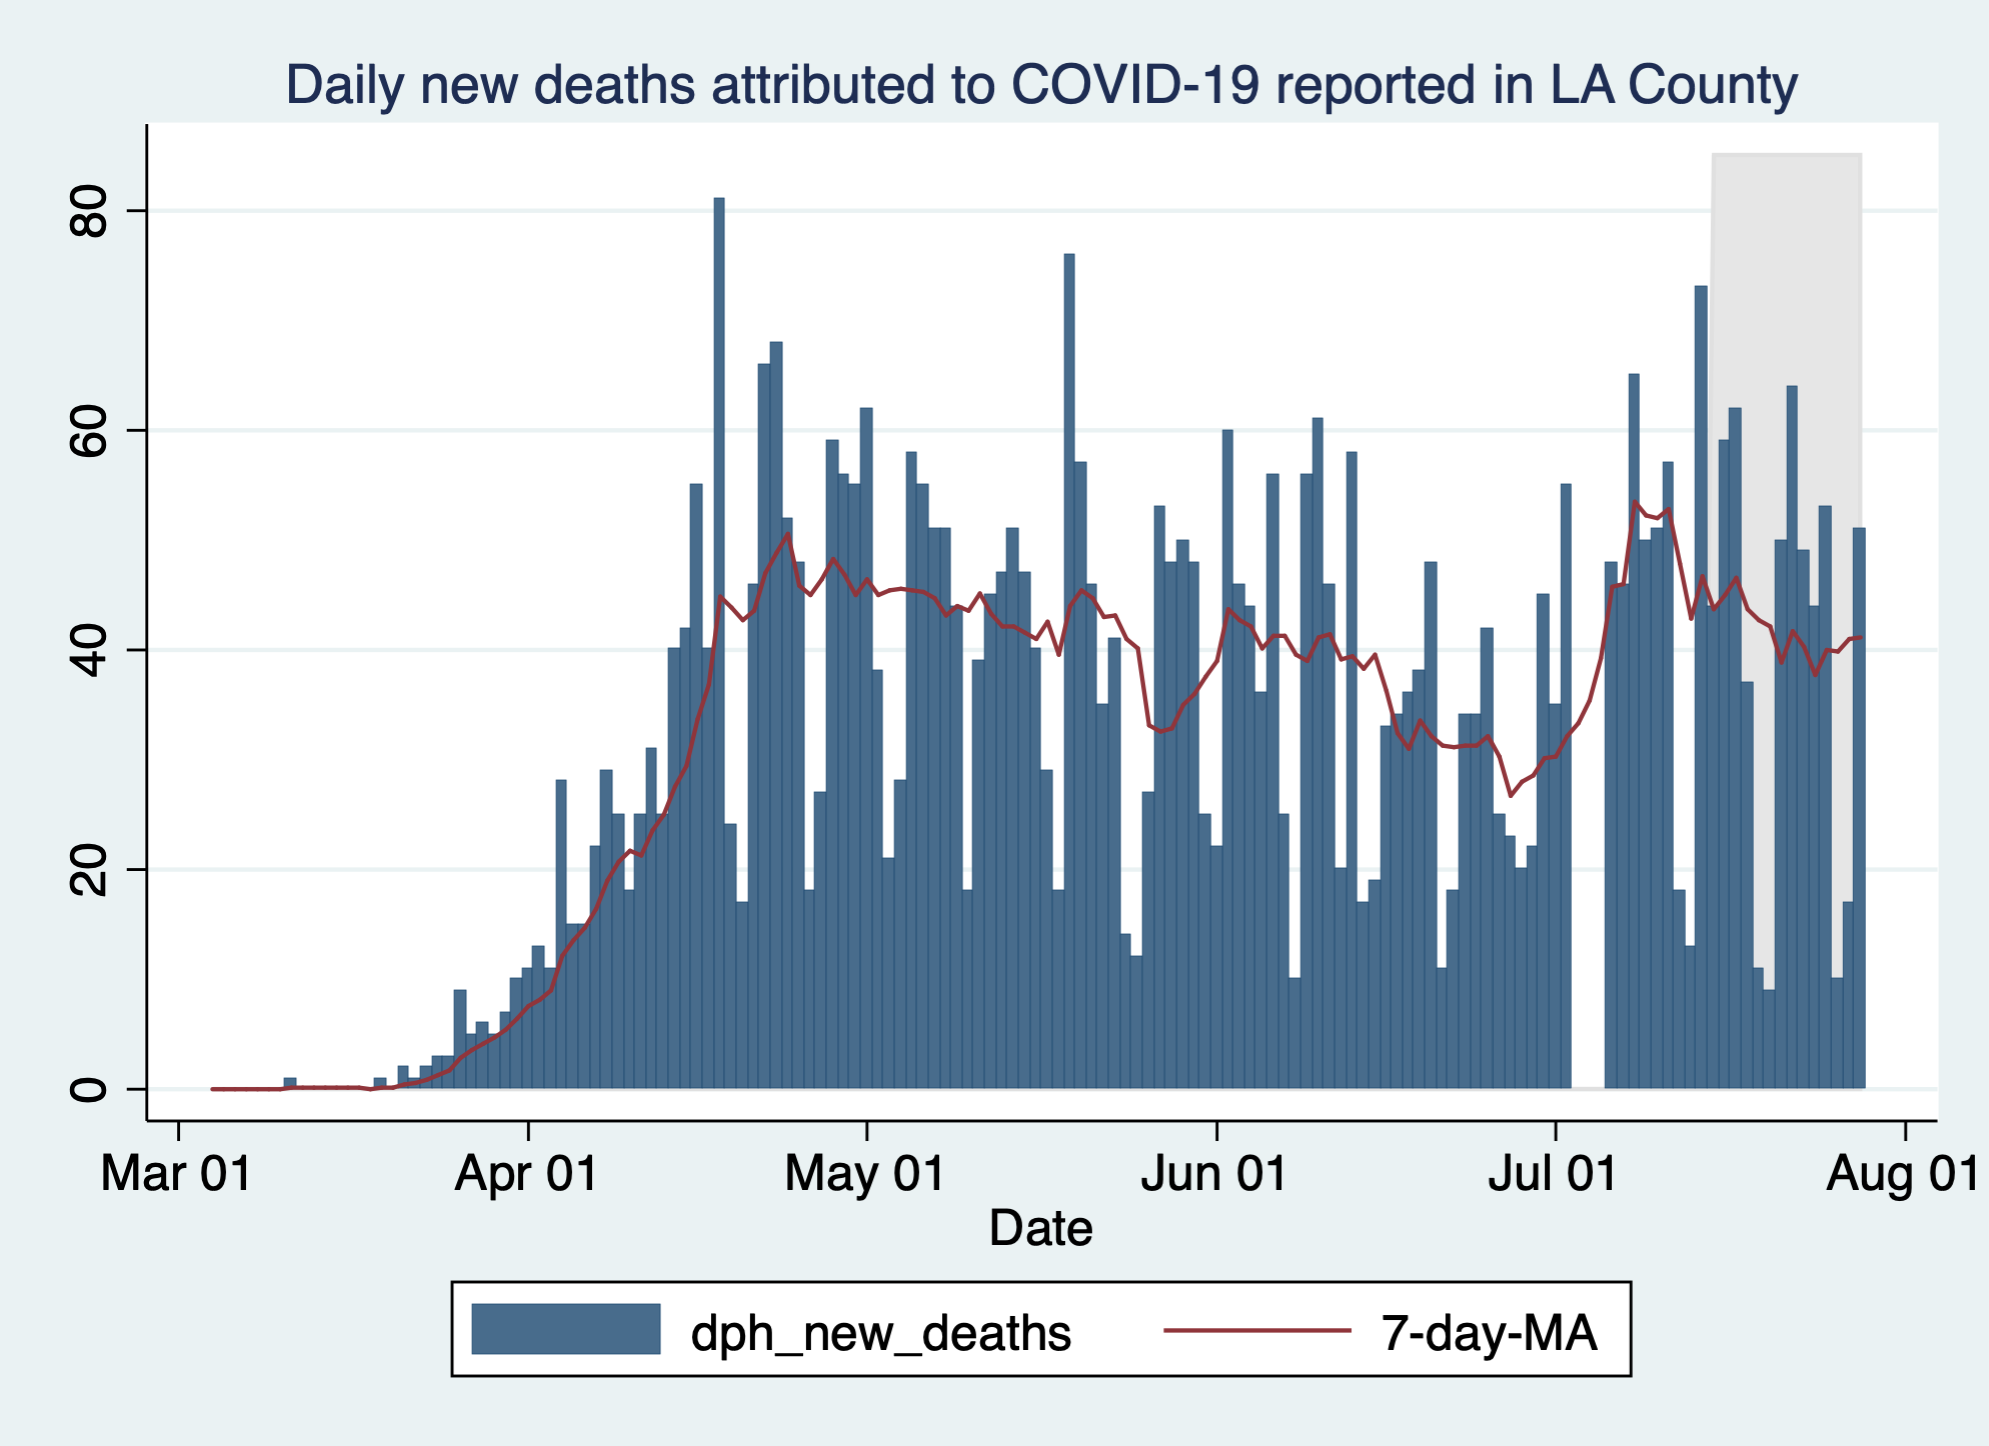 Daily new deaths attributed to COVID-19 reported in LA County
80
60
40
20
0
Mar 01 Apr 01 May 01 Jun 01 Jul 01 Aug 01
Date
dph_new_deaths 7-day-MA